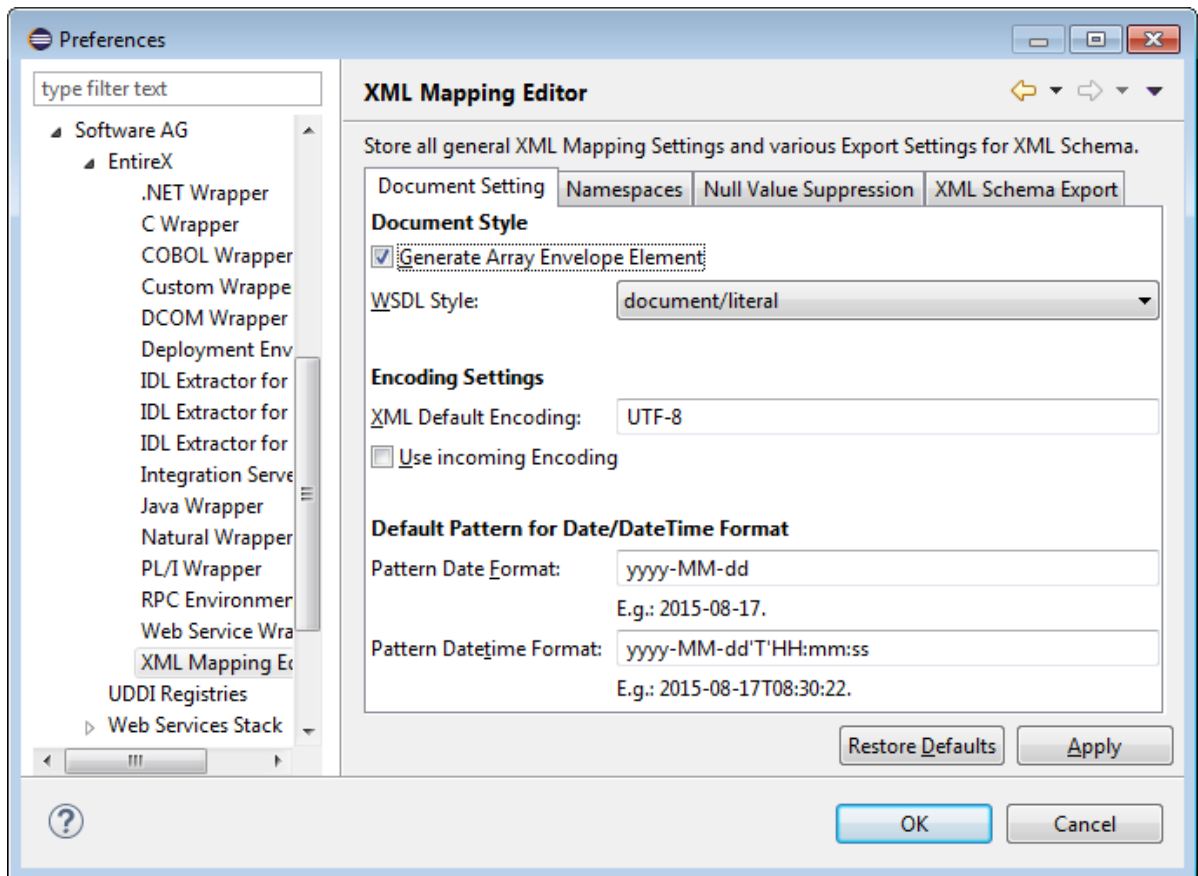 Preferences
type filter text
Software AG
EntireX
.NET Wrapper
C Wrapper
COBOL Wrapper
Custom Wrappe
DCOM Wrapper
Deployment Env
IDL Extractor for
IDL Extractor for
IDL Extractor for
Integration Serve
Java Wrapper
Natural Wrapper
PL/I Wrapper
RPC Environmen
Web Service Wra
XML Mapping Ed
UDDI Registries
Web Services Stack
XML Mapping Editor
Store all general XML Mapping Settings and various Export Settings for XML Schema.
Document Setting Namespaces Null Value Suppression XML Schema Export
Document Style
Generate Array Envelope Element
WSDL Style: document/literal
Encoding Settings
XML Default Encoding: UTF-8
Use incoming Encoding
Default Pattern for Date/DateTime Format
Pattern Date Format: yyyy-MM-dd
E.g.: 2015-08-17.
Pattern Datetime Format: yyyy-MM-dd'T'HH:mm:ss
E.g.: 2015-08-17T08:30:22.
Restore Defaults Apply
? OK Cancel